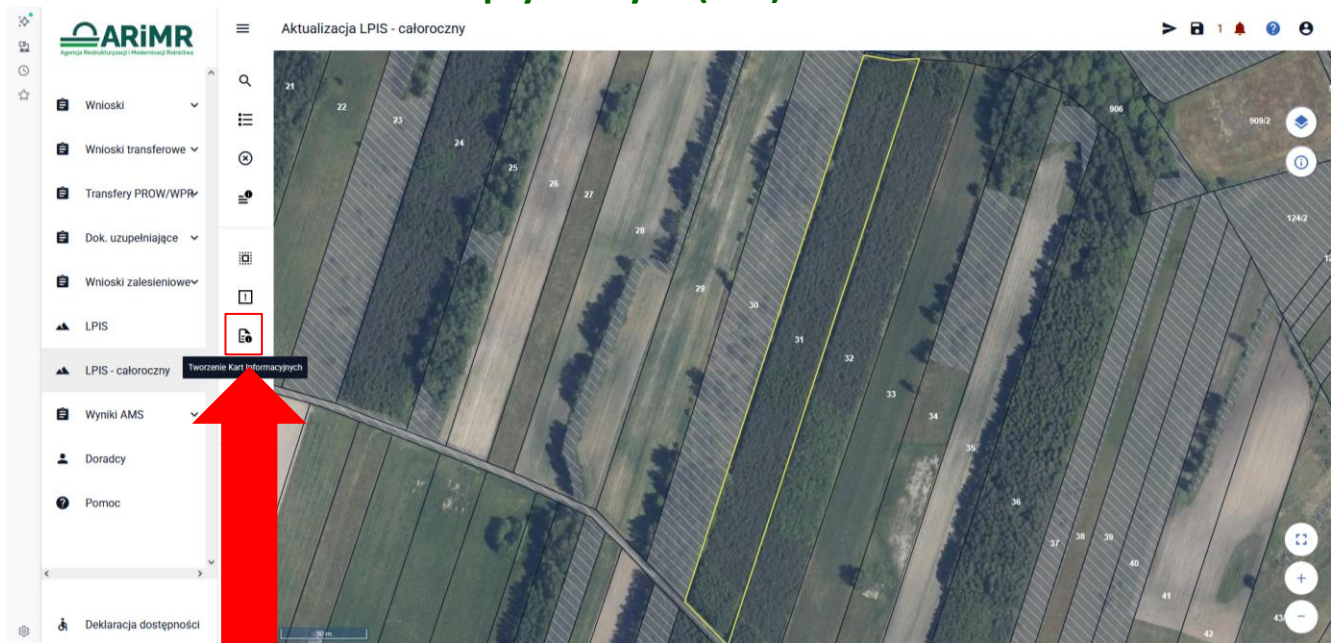 ARiMR
Agencja Restrukturyzacji i Modernizacji Rolnictwa
Aktualizacja LPIS - całoroczny
1
Wnioski
Wnioski transferowe
Transfery PROW/WPR
Dok. uzupełniające
Wnioski zalesieniowe
LPIS
LPIS - całoroczny
Tworzenie Kart Informacyjnych
Wyniki AMS
Doradcy
Pomoc
Deklaracja dostępności
21
22
23
24
25
26
27
28
29
30
31
32
33
34
35
36
37
38
39
40
41
42
906
909/2
124/2
30 m